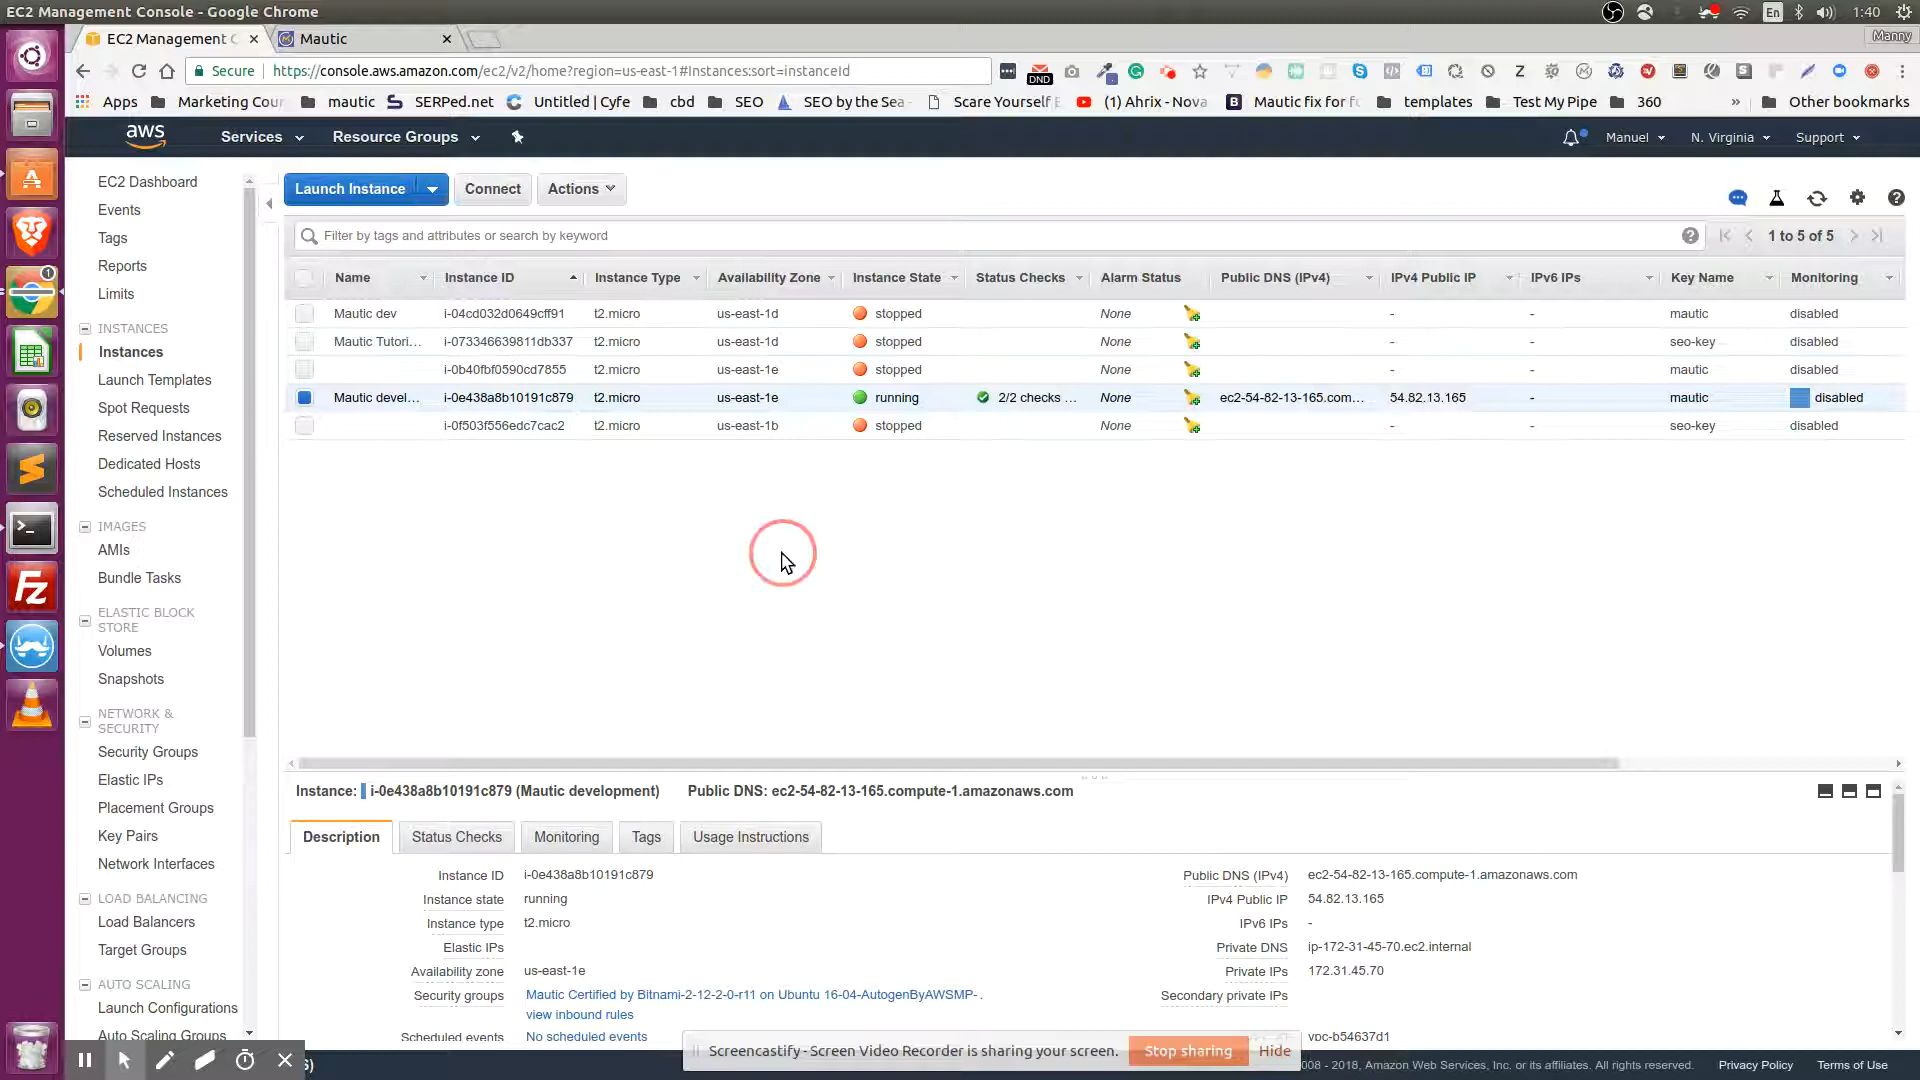 EC2 Management Console - Google Chrome
En
1:40
EC2 Management C
Mautic
Manny
Secure
https://console.aws.amazon.com/ec2/v2/home?region=us-east-1#Instances:sort=instanceId
DND
Apps
Marketing Cour
mautic
SERPed.net
Untitled | Cyfe
cbd
SEO
SEO by the Sea -
Scare Yourself E
(1) Ahrix - Nova
Mautic fix for fu
templates
Test My Pipe
360
»
Other bookmarks
aws
Services
Resource Groups
Manuel
N. Virginia
Support
EC2 Dashboard
Events
Tags
Reports
Limits
INSTANCES
Instances
Launch Templates
Spot Requests
Reserved Instances
Dedicated Hosts
Scheduled Instances
IMAGES
AMIs
Bundle Tasks
ELASTIC BLOCK
STORE
Volumes
Snapshots
NETWORK &
SECURITY
Security Groups
Elastic IPs
Placement Groups
Key Pairs
Network Interfaces
LOAD BALANCING
Load Balancers
Target Groups
AUTO SCALING
Launch Configurations
Auto Scaling Groups
Launch Instance
Connect
Actions
Filter by tags and attributes or search by keyword
1 to 5 of 5
Name Instance ID Instance Type Availability Zone Instance State Status Checks Alarm Status Public DNS (IPv4) IPv4 Public IP IPv6 IPs Key Name Monitoring
Mautic dev i-04cd032d0649cff91 t2.micro us-east-1d stopped None - - mautic disabled
Mautic Tutori... i-073346639811db337 t2.micro us-east-1d stopped None - - seo-key disabled
i-0b40fbf0590cd7855 t2.micro us-east-1e stopped None - - mautic disabled
Mautic devel... i-0e438a8b10191c879 t2.micro us-east-1e running 2/2 checks ... None ec2-54-82-13-165.com... 54.82.13.165 - mautic disabled
i-0f503f556edc7cac2 t2.micro us-east-1b stopped None - - seo-key disabled
Instance: i-0e438a8b10191c879 (Mautic development) Public DNS: ec2-54-82-13-165.compute-1.amazonaws.com
Description
Status Checks
Monitoring
Tags
Usage Instructions
Instance ID i-0e438a8b10191c879
Instance state running
Instance type t2.micro
Elastic IPs
Availability zone us-east-1e
Security groups Mautic Certified by Bitnami-2-12-2-0-r11 on Ubuntu 16-04-AutogenByAWSMP-.
view inbound rules
Scheduled events No scheduled events
Public DNS (IPv4) ec2-54-82-13-165.compute-1.amazonaws.com
IPv4 Public IP 54.82.13.165
IPv6 IPs -
Private DNS ip-172-31-45-70.ec2.internal
Private IPs 172.31.45.70
Secondary private IPs
vpc-b54637d1
Screencastify - Screen Video Recorder is sharing your screen.
Stop sharing
Hide
008 - 2018, Amazon Web Services, Inc. or its affiliates. All rights reserved.
Privacy Policy
Terms of Use